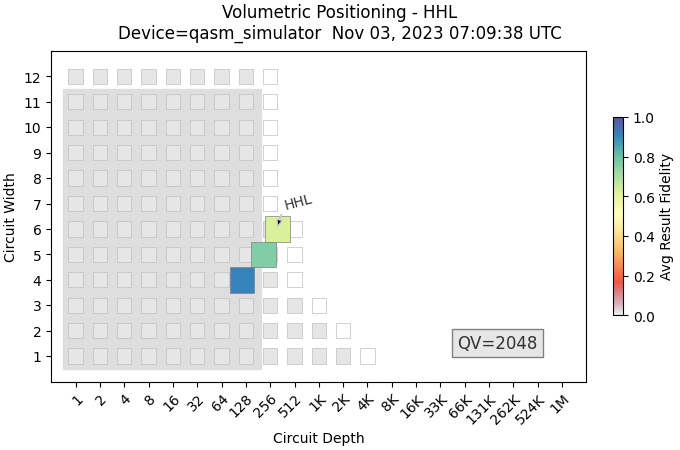 Volumetric Positioning - HHL
Device=qasm_simulator  Nov 03, 2023 07:09:38 UTC
Circuit Width
12
11
10
9
8
7
6
5
4
3
2
1
HHL
QV=2048
1 2 4 8 16 32 64 128 256 512 1K 2K 4K 8K 16K 33K 66K 131K 262K 524K 1M
Circuit Depth
1.0
0.8
0.6
0.4
0.2
0.0
Avg Result Fidelity